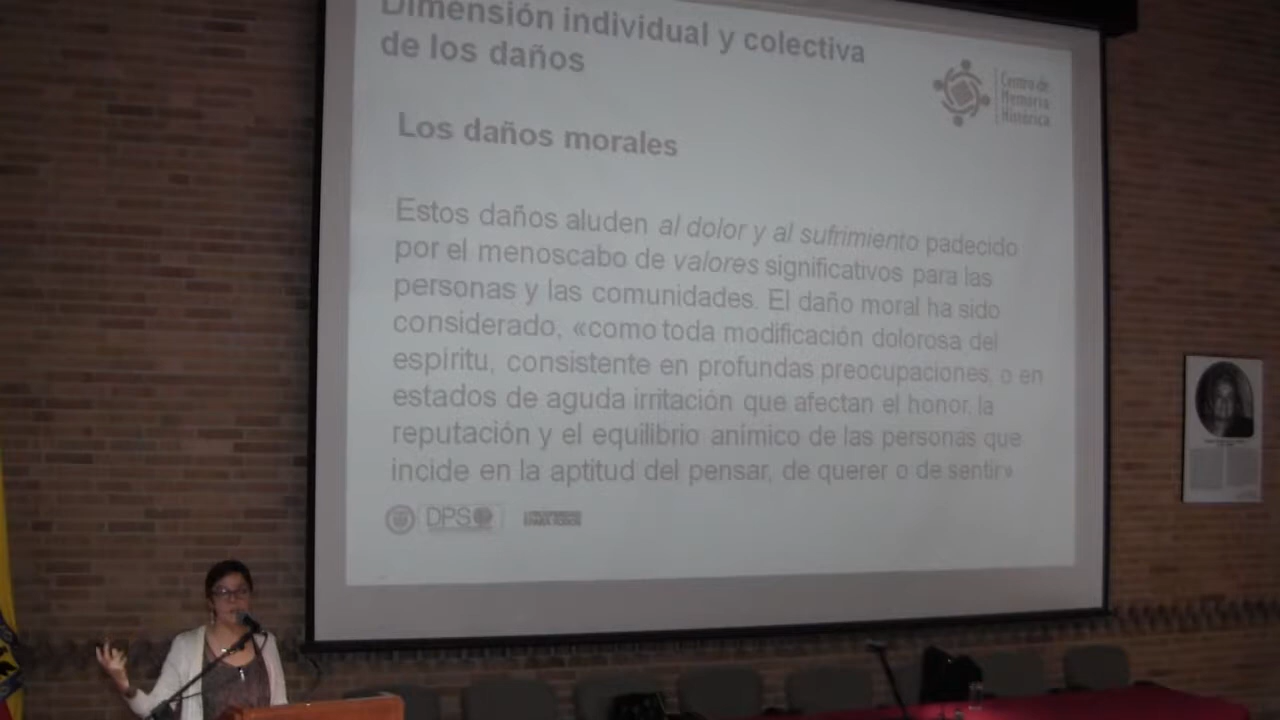 Dimensión individual y colectiva
de los daños
Centro de
Memoria
Histórica
Los daños morales
Estos daños aluden al dolor y al sufrimiento padecido
por el menoscabo de valores significativos para las
personas y las comunidades. El daño moral ha sido
considerado, «como toda modificación dolorosa del
espíritu, consistente en profundas preocupaciones, o en
estados de aguda irritación que afectan el honor, la
reputación y el equilibrio anímico de las personas que
incide en la aptitud del pensar, de querer o de sentir»
DPS
PARA TODOS